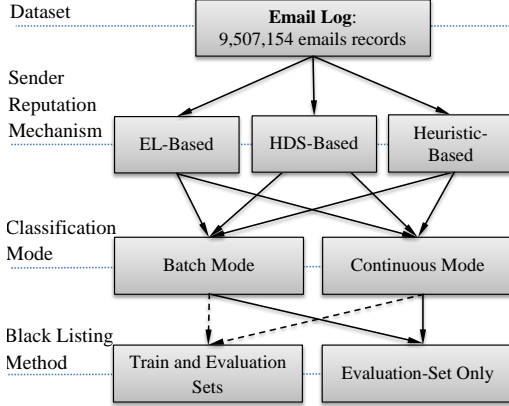 Dataset
Email Log:
9,507,154 emails records
Sender
Reputation
Mechanism
EL-Based
HDS-Based
Heuristic-
Based
Classification
Mode
Batch Mode
Continuous Mode
Black Listing
Method
Train and Evaluation
Sets
Evaluation-Set Only